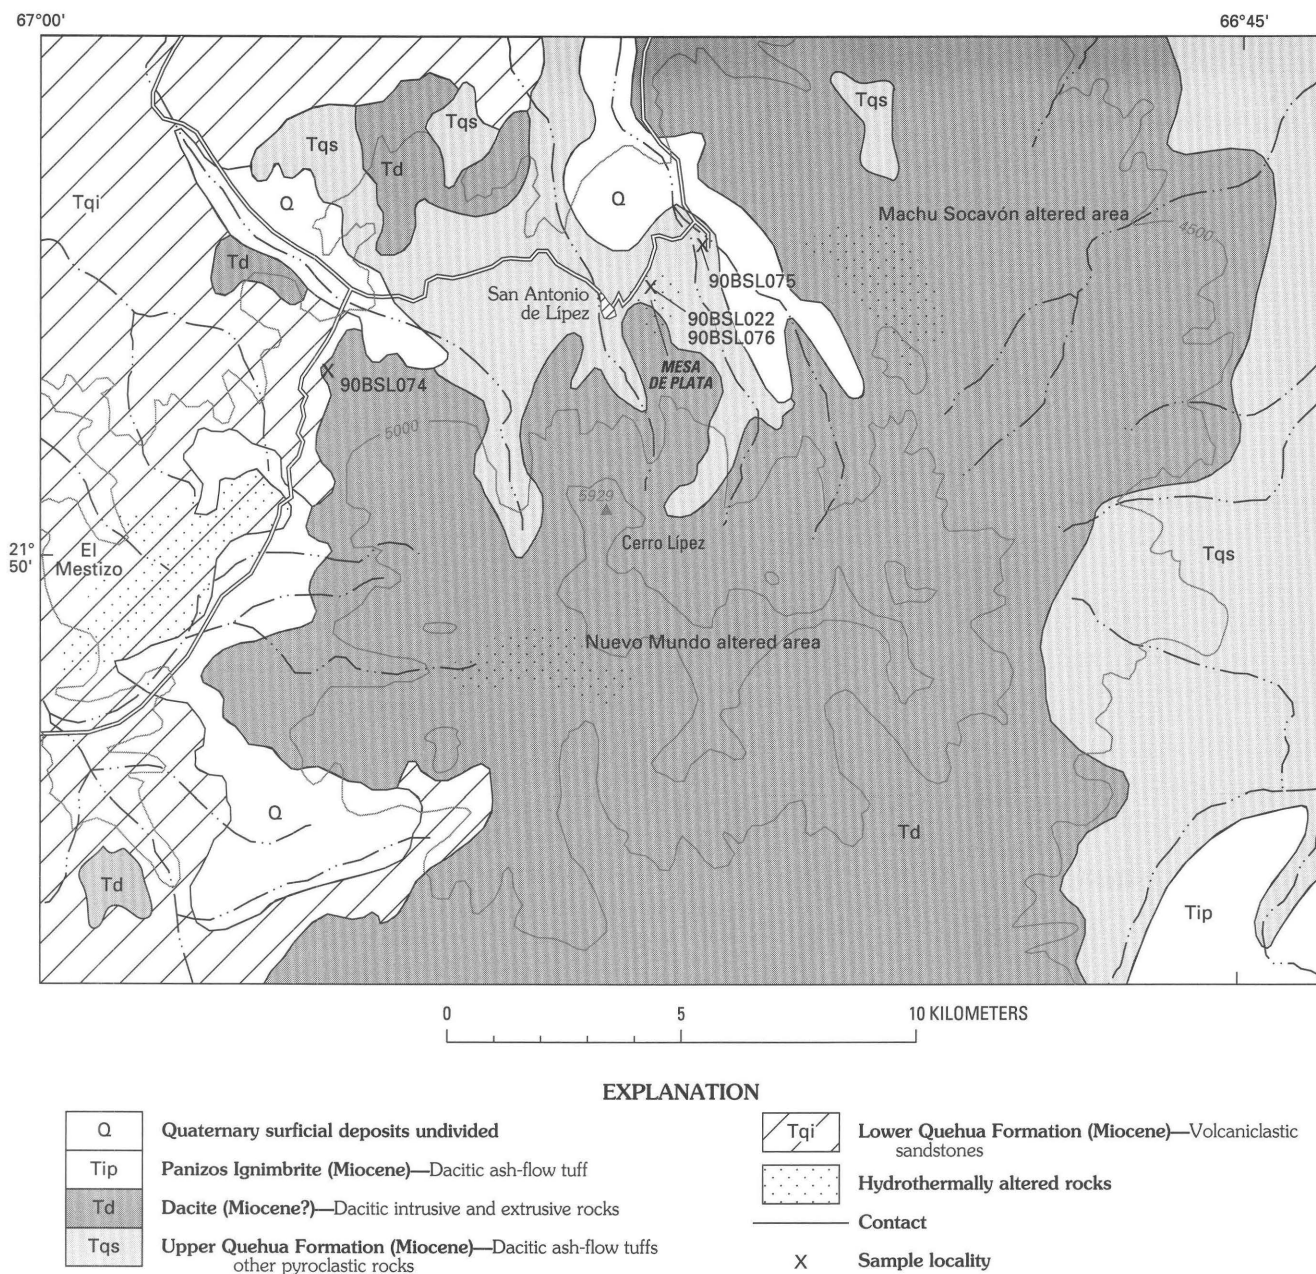 67°00'
66°45'
Tqs
Tqs
Tqs
Td
Tqi
Q
Q
Machu Socavón altered area
4500
Td
90BSL075
San Antonio
de Lípez
90BSL022
90BSL076
MESA
DE PLATA
90BSL074
5000
5929
Cerro Lípez
21°
50'
El
Mestizo
Tqs
Nuevo Mundo altered area
Q
Td
Td
Tip
0
5
10 KILOMETERS
EXPLANATION
Q
Quaternary surficial deposits undivided
Tip
Panizos Ignimbrite (Miocene)—Dacitic ash-flow tuff
Td
Dacite (Miocene?)—Dacitic intrusive and extrusive rocks
Tqs
Upper Quehua Formation (Miocene)—Dacitic ash-flow tuffs
other pyroclastic rocks
Tqi
Lower Quehua Formation (Miocene)—Volcaniclastic
sandstones
Hydrothermally altered rocks
Contact
X
Sample locality